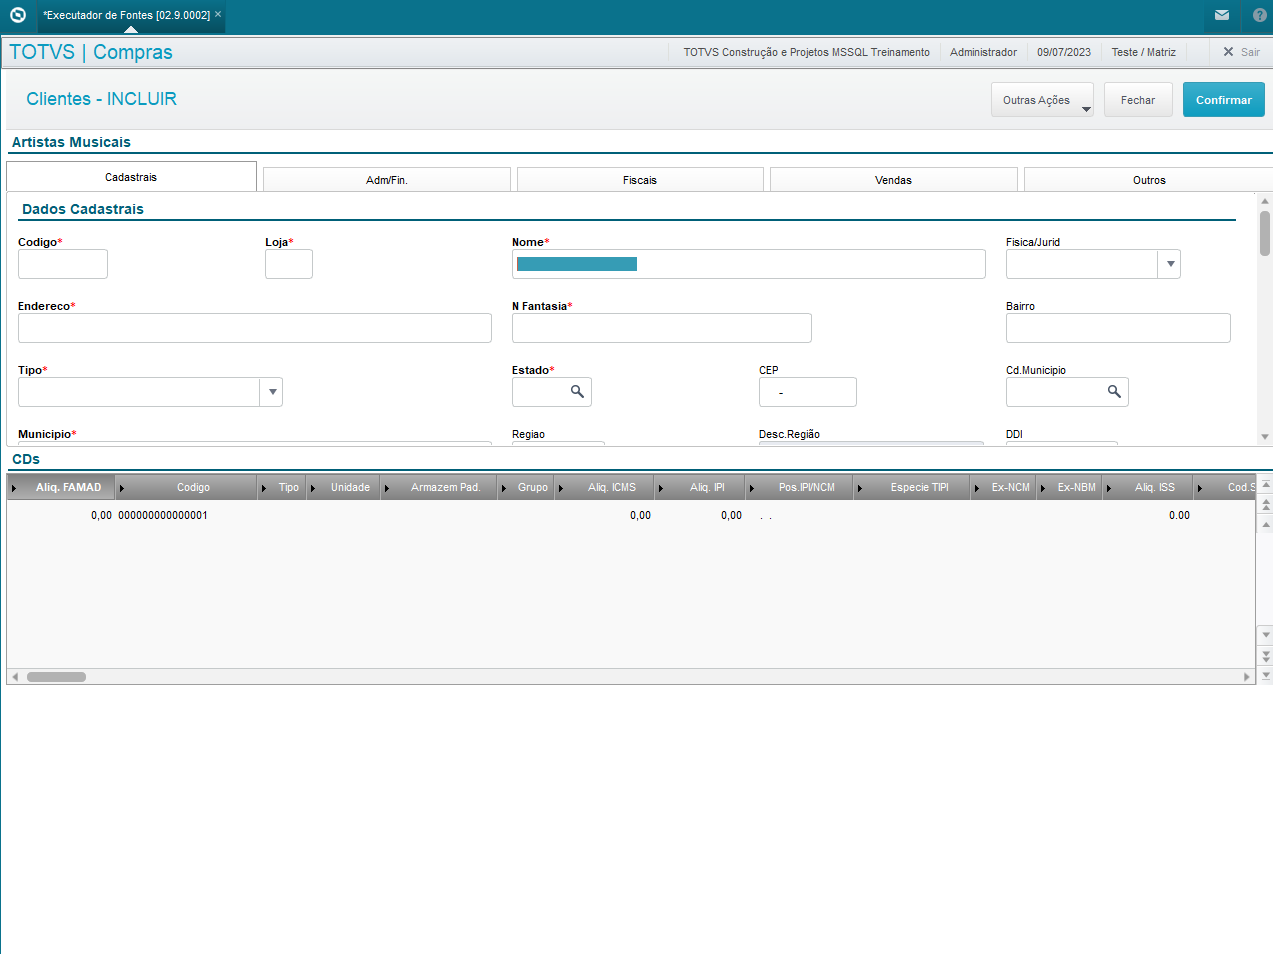 *Executador de Fontes [02.9.0002] ×
TOTVS | Compras
TOTVS Construção e Projetos MSSQL Treinamento
Administrador
09/07/2023
Teste / Matriz
Sair
Clientes - INCLUIR
Outras Ações
Fechar
Confirmar
Artistas Musicais
Cadastrais
Adm/Fin.
Fiscais
Vendas
Outros
Dados Cadastrais
Codigo*
Loja*
Nome*
Fisica/Jurid
Endereco*
N Fantasia*
Bairro
Tipo*
Estado*
CEP
Cd.Municipio
-
Municipio*
Regiao
Desc.Região
DDI
CDs
Aliq. FAMAD Codigo Tipo Unidade Armazem Pad. Grupo Aliq. ICMS Aliq. IPI Pos.IPI/NCM Especie TIPI Ex-NCM Ex-NBM Aliq. ISS Cod.S
0,00 000000000000001 0,00 0,00 . . 0.00